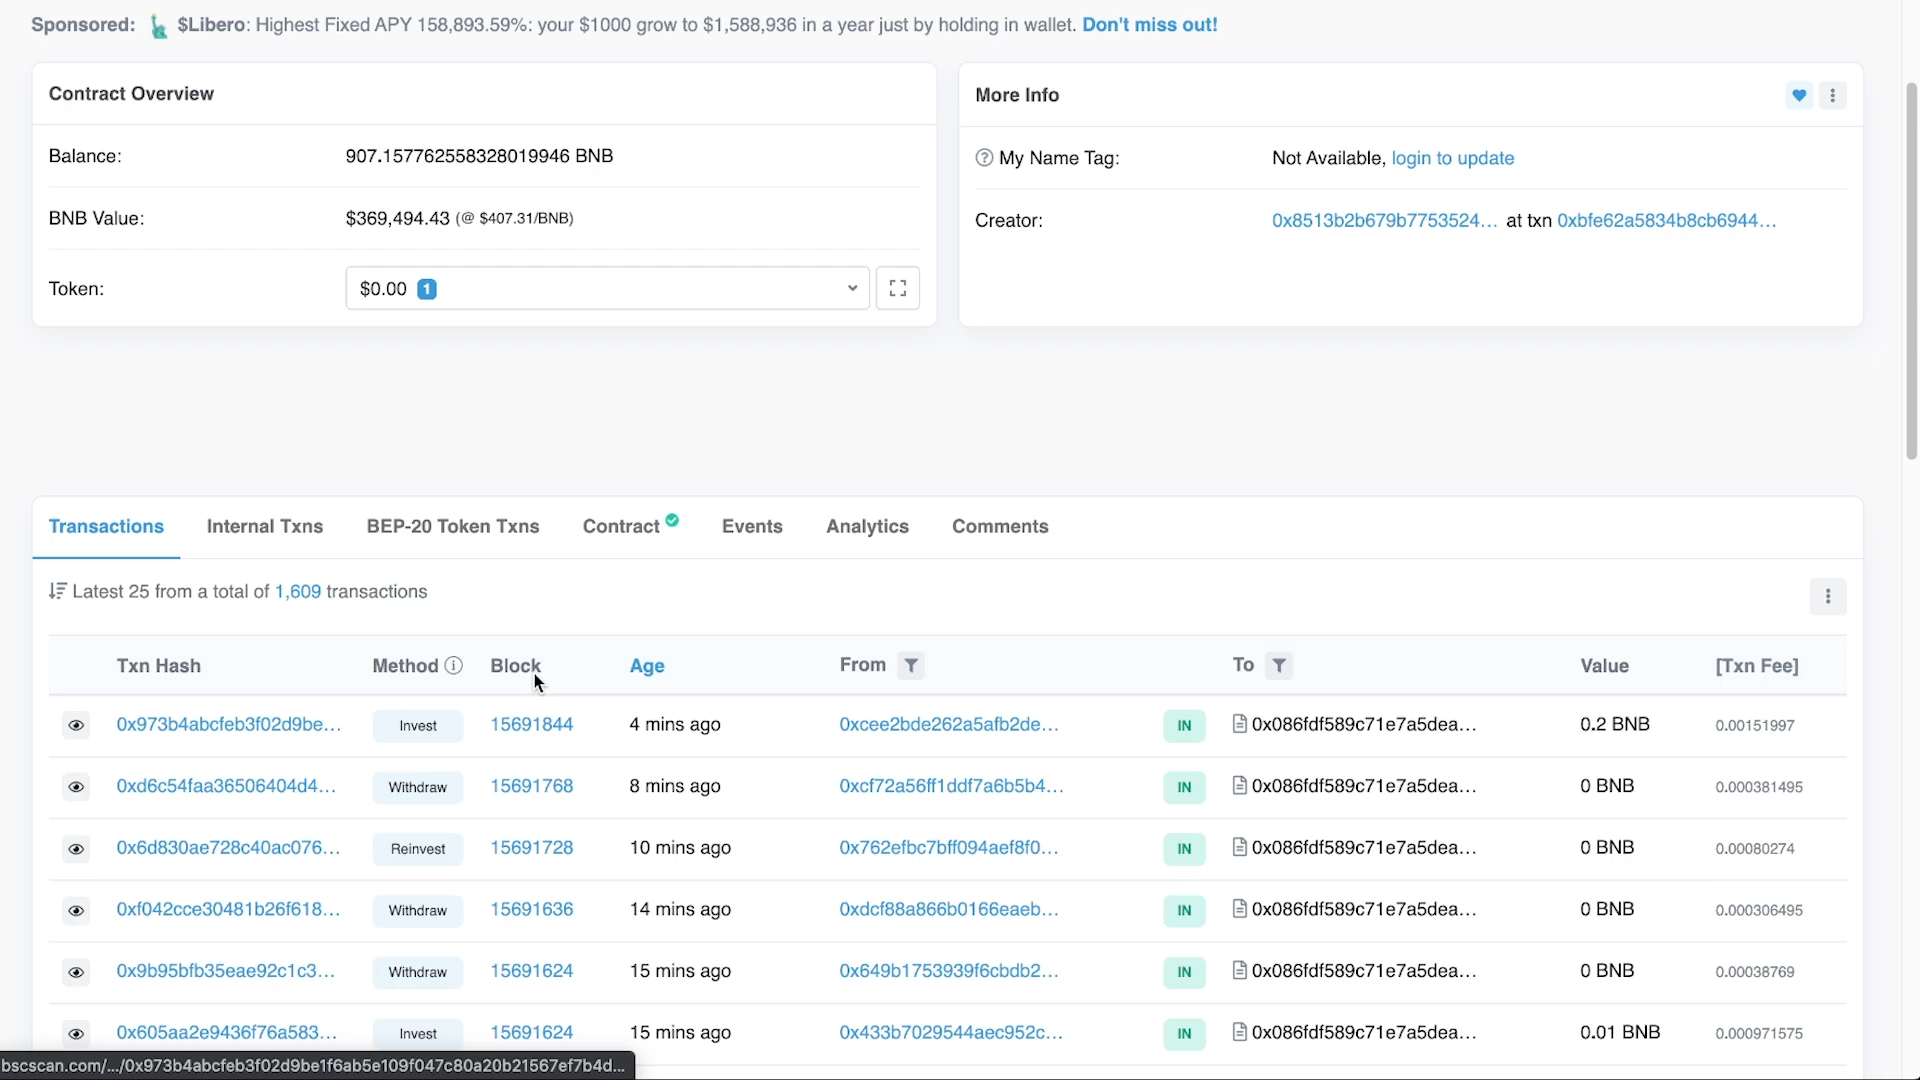 Sponsored: $Libero: Highest Fixed APY 158,893.59%: your $1000 grow to $1,588,936 in a year just by holding in wallet. Don't miss out!
Contract Overview
Balance: 907.157762558328019946 BNB
BNB Value: $369,494.43 (@ $407.31/BNB)
Token: $0.00 1
More Info
My Name Tag: Not Available, login to update
Creator: 0x8513b2b679b7753524... at txn 0xbfe62a5834b8cb6944...
Transactions Internal Txns BEP-20 Token Txns Contract Events Analytics Comments
Latest 25 from a total of 1,609 transactions
Txn Hash Method Block Age From To Value [Txn Fee]
0x973b4abcfeb3f02d9be... Invest 15691844 4 mins ago 0xcee2bde262a5afb2de... IN 0x086fdf589c71e7a5dea... 0.2 BNB 0.00151997
0xd6c54faa36506404d4... Withdraw 15691768 8 mins ago 0xcf72a56ff1ddf7a6b5b4... IN 0x086fdf589c71e7a5dea... 0 BNB 0.000381495
0x6d830ae728c40ac076... Reinvest 15691728 10 mins ago 0x762efbc7bff094aef8f0... IN 0x086fdf589c71e7a5dea... 0 BNB 0.00080274
0xf042cce30481b26f618... Withdraw 15691636 14 mins ago 0xdcf88a866b0166eaeb... IN 0x086fdf589c71e7a5dea... 0 BNB 0.000306495
0x9b95bfb35eae92c1c3... Withdraw 15691624 15 mins ago 0x649b1753939f6cbdb2... IN 0x086fdf589c71e7a5dea... 0 BNB 0.00038769
0x605aa2e9436f76a583... Invest 15691624 15 mins ago 0x433b7029544aec952c... IN 0x086fdf589c71e7a5dea... 0.01 BNB 0.000971575
bscscan.com/.../0x973b4abcfeb3f02d9be1f6ab5e109f047c80a20b21567ef7b4d...